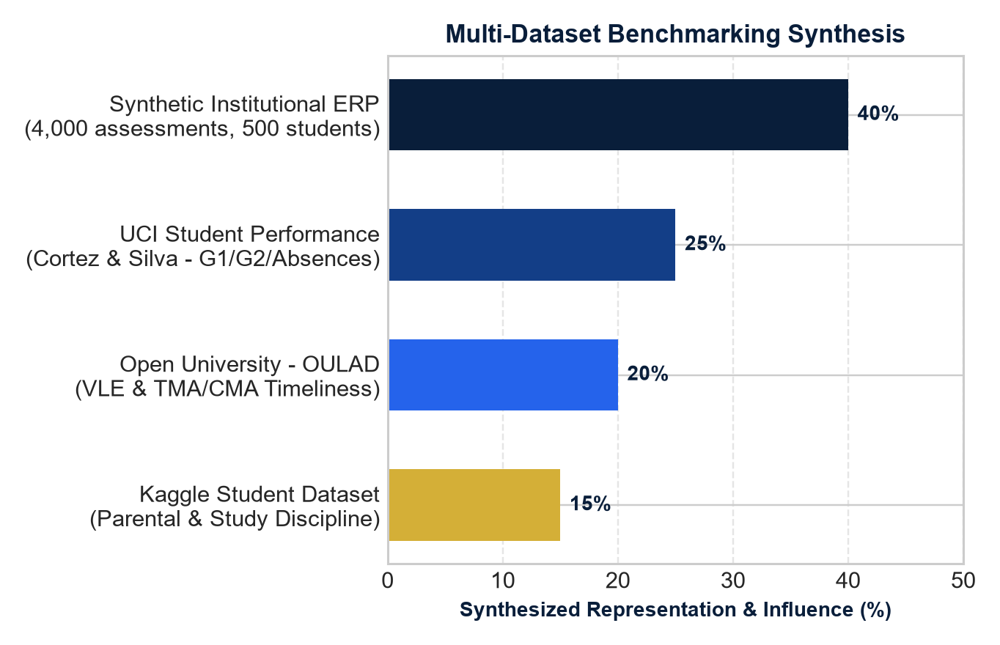 Multi-Dataset Benchmarking Synthesis
Synthetic Institutional ERP
(4,000 assessments, 500 students)
40%
UCI Student Performance
(Cortez & Silva - G1/G2/Absences)
25%
Open University - OULAD
(VLE & TMA/CMA Timeliness)
20%
Kaggle Student Dataset
(Parental & Study Discipline)
15%
0 10 20 30 40 50
Synthesized Representation & Influence (%)